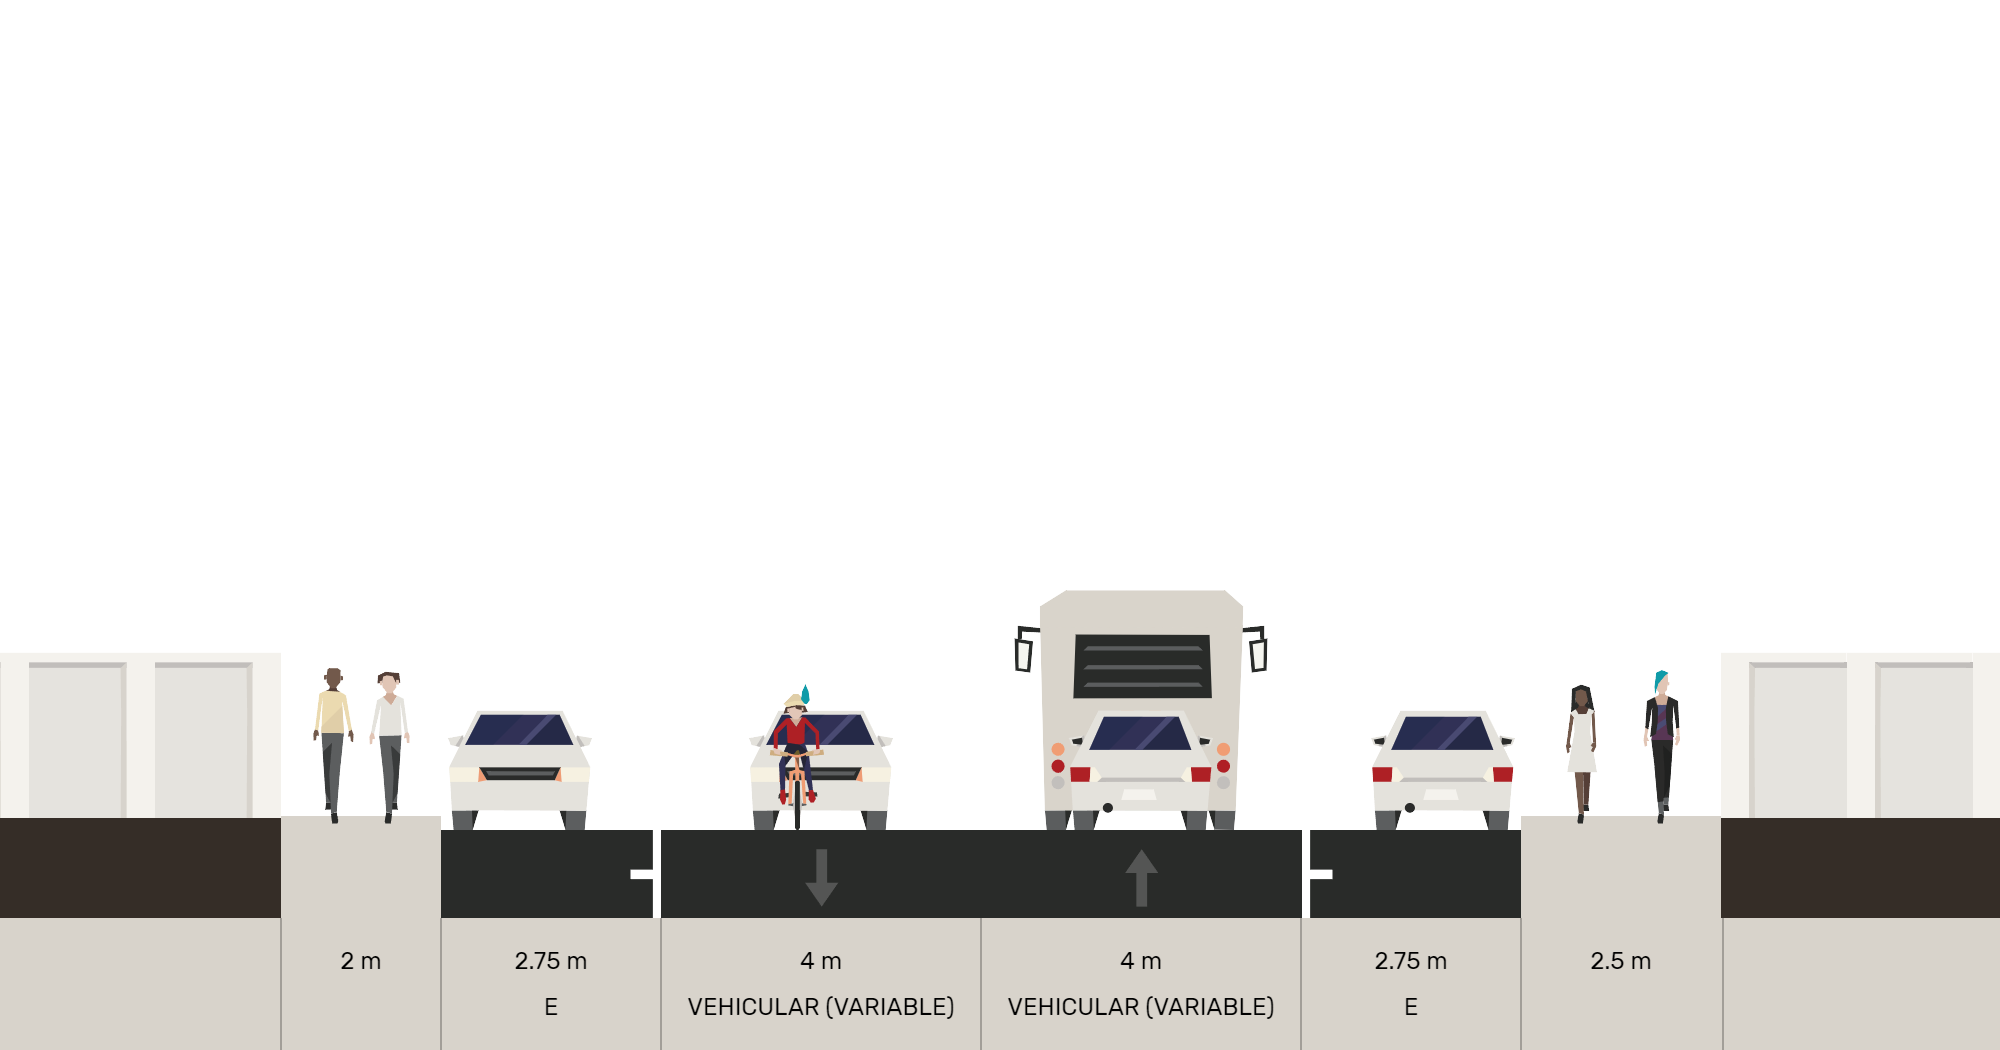 2 m
2.75 m
E
4 m
VEHICULAR (VARIABLE)
4 m
VEHICULAR (VARIABLE)
2.75 m
E
2.5 m